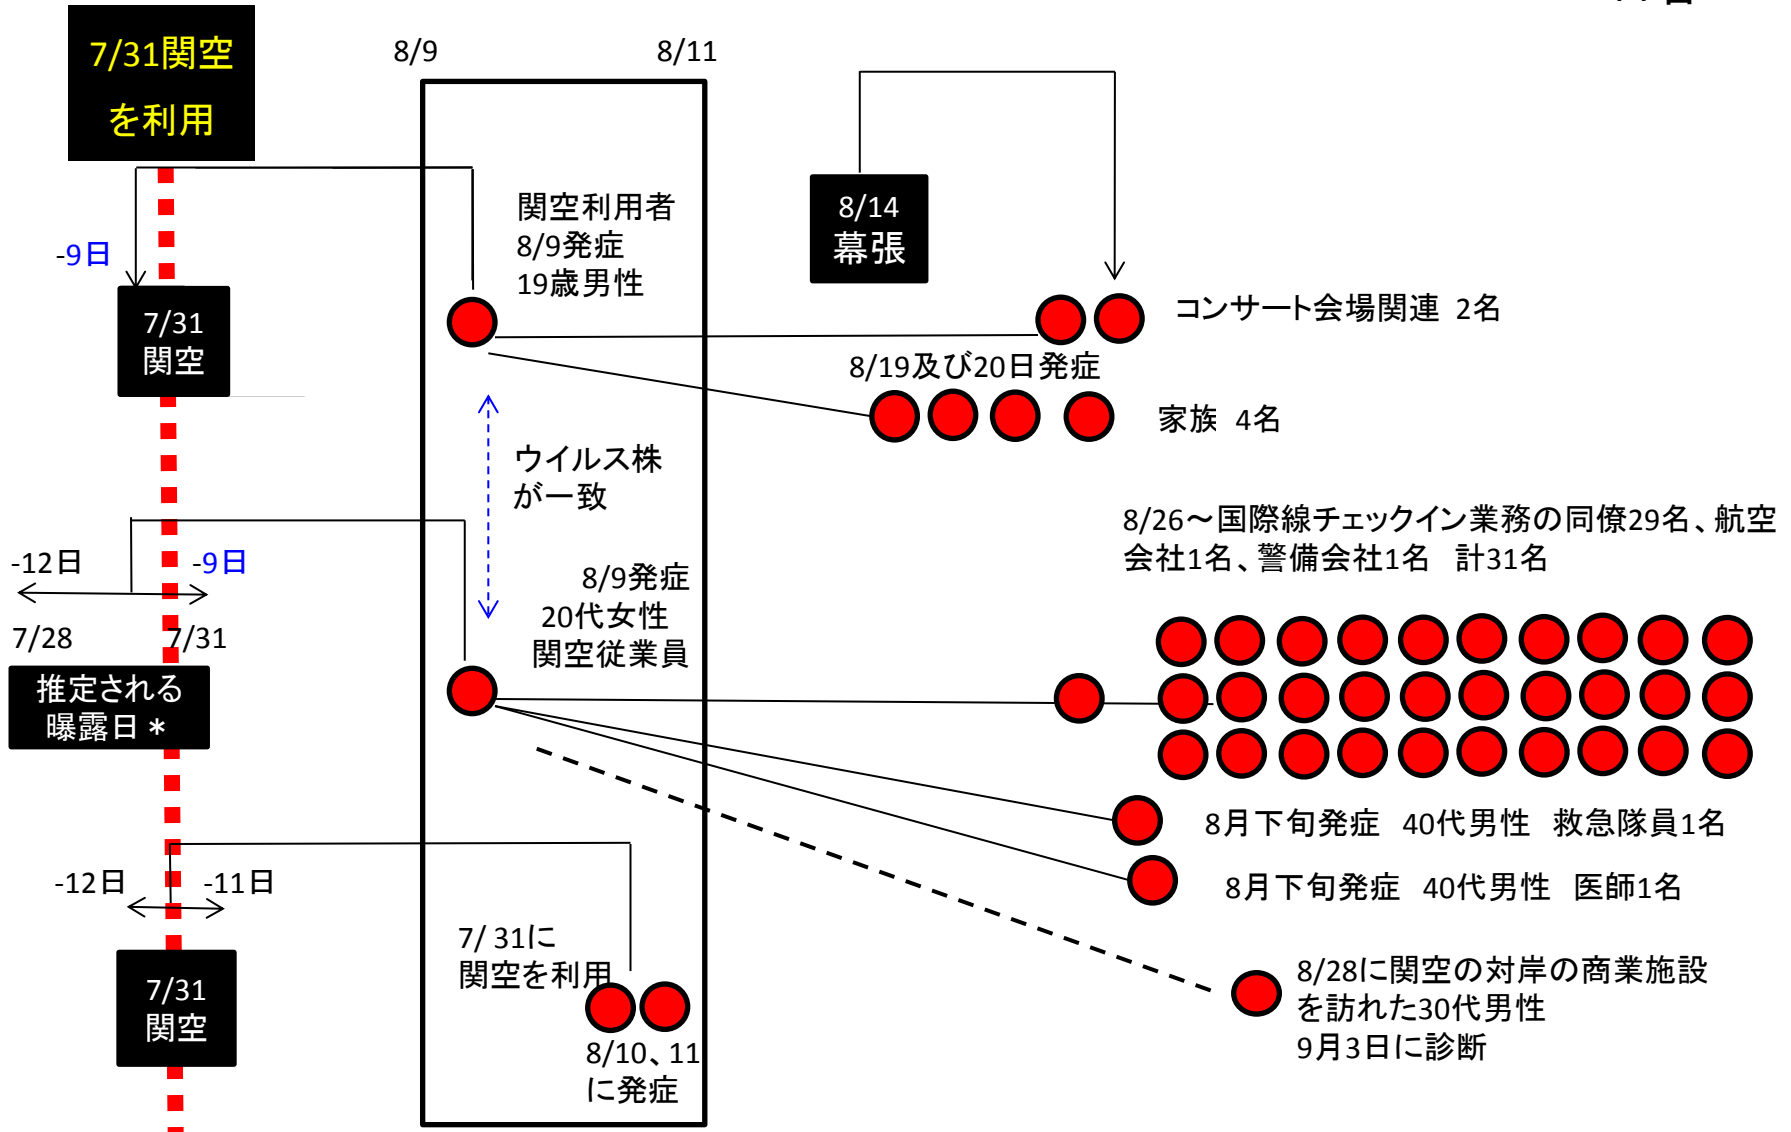 7/31関空
を利用
8/9
8/11
関空利用者
8/9発症
19歳男性
8/14
幕張
-9日
7/31
関空
コンサート会場関連 2名
8/19及び20日発症
家族 4名
ウイルス株
が一致
8/26～国際線チェックイン業務の同僚29名、航空
会社1名、警備会社1名 計31名
-12日
-9日
8/9発症
20代女性
関空従業員
7/28
7/31
推定される
曝露日＊
8月下旬発症 40代男性 救急隊員1名
8月下旬発症 40代男性 医師1名
-12日
-11日
7/ 31に
関空を利用
7/31
関空
8/10、11
に発症
8/28に関空の対岸の商業施設
を訪れた30代男性
9月3日に診断